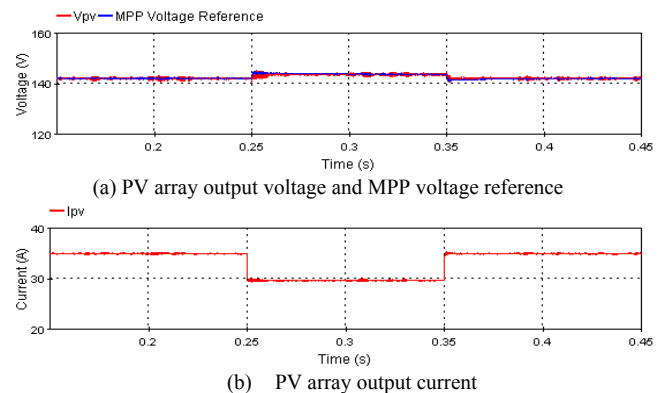 Vpv MPP Voltage Reference
160
140
120
Voltage (V)
0.2 0.25 0.3 0.35 0.4 0.45
Time (s)
(a) PV array output voltage and MPP voltage reference
Ipv
40
30
20
Current (A)
0.2 0.25 0.3 0.35 0.4 0.45
Time (s)
(b) PV array output current